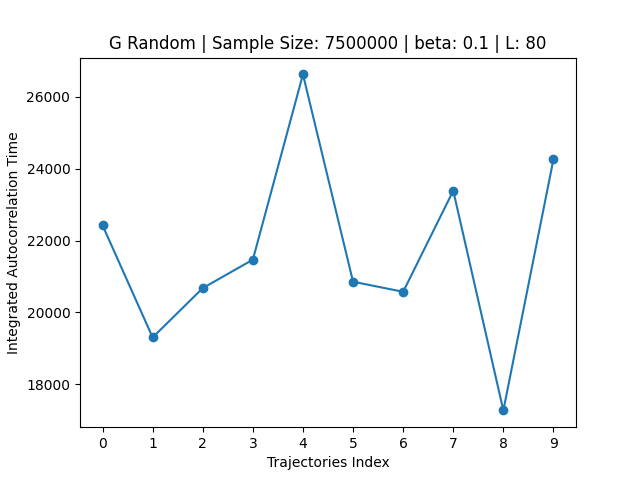 G Random | Sample Size: 7500000 | beta: 0.1 | L: 80
Integrated Autocorrelation Time
26000
24000
22000
20000
18000
0 1 2 3 4 5 6 7 8 9
Trajectories Index